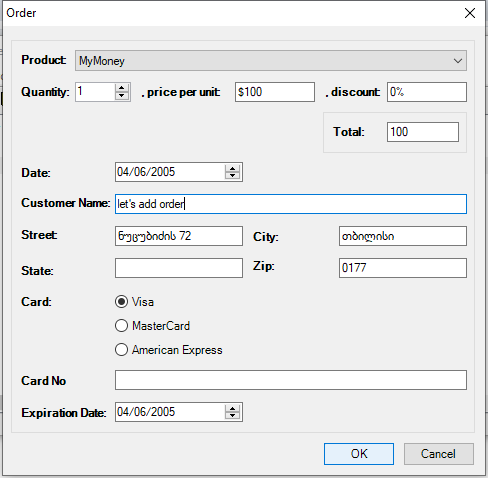 Order
Product: MyMoney
Quantity: 1 , price per unit: $100 , discount: 0%
Total: 100
Date: 04/06/2005
Customer Name: let's add order
Street: ნუცუბიძის 72 City: თბილისი
State: Zip: 0177
Card: Visa
MasterCard
American Express
Card No
Expiration Date: 04/06/2005
OK Cancel